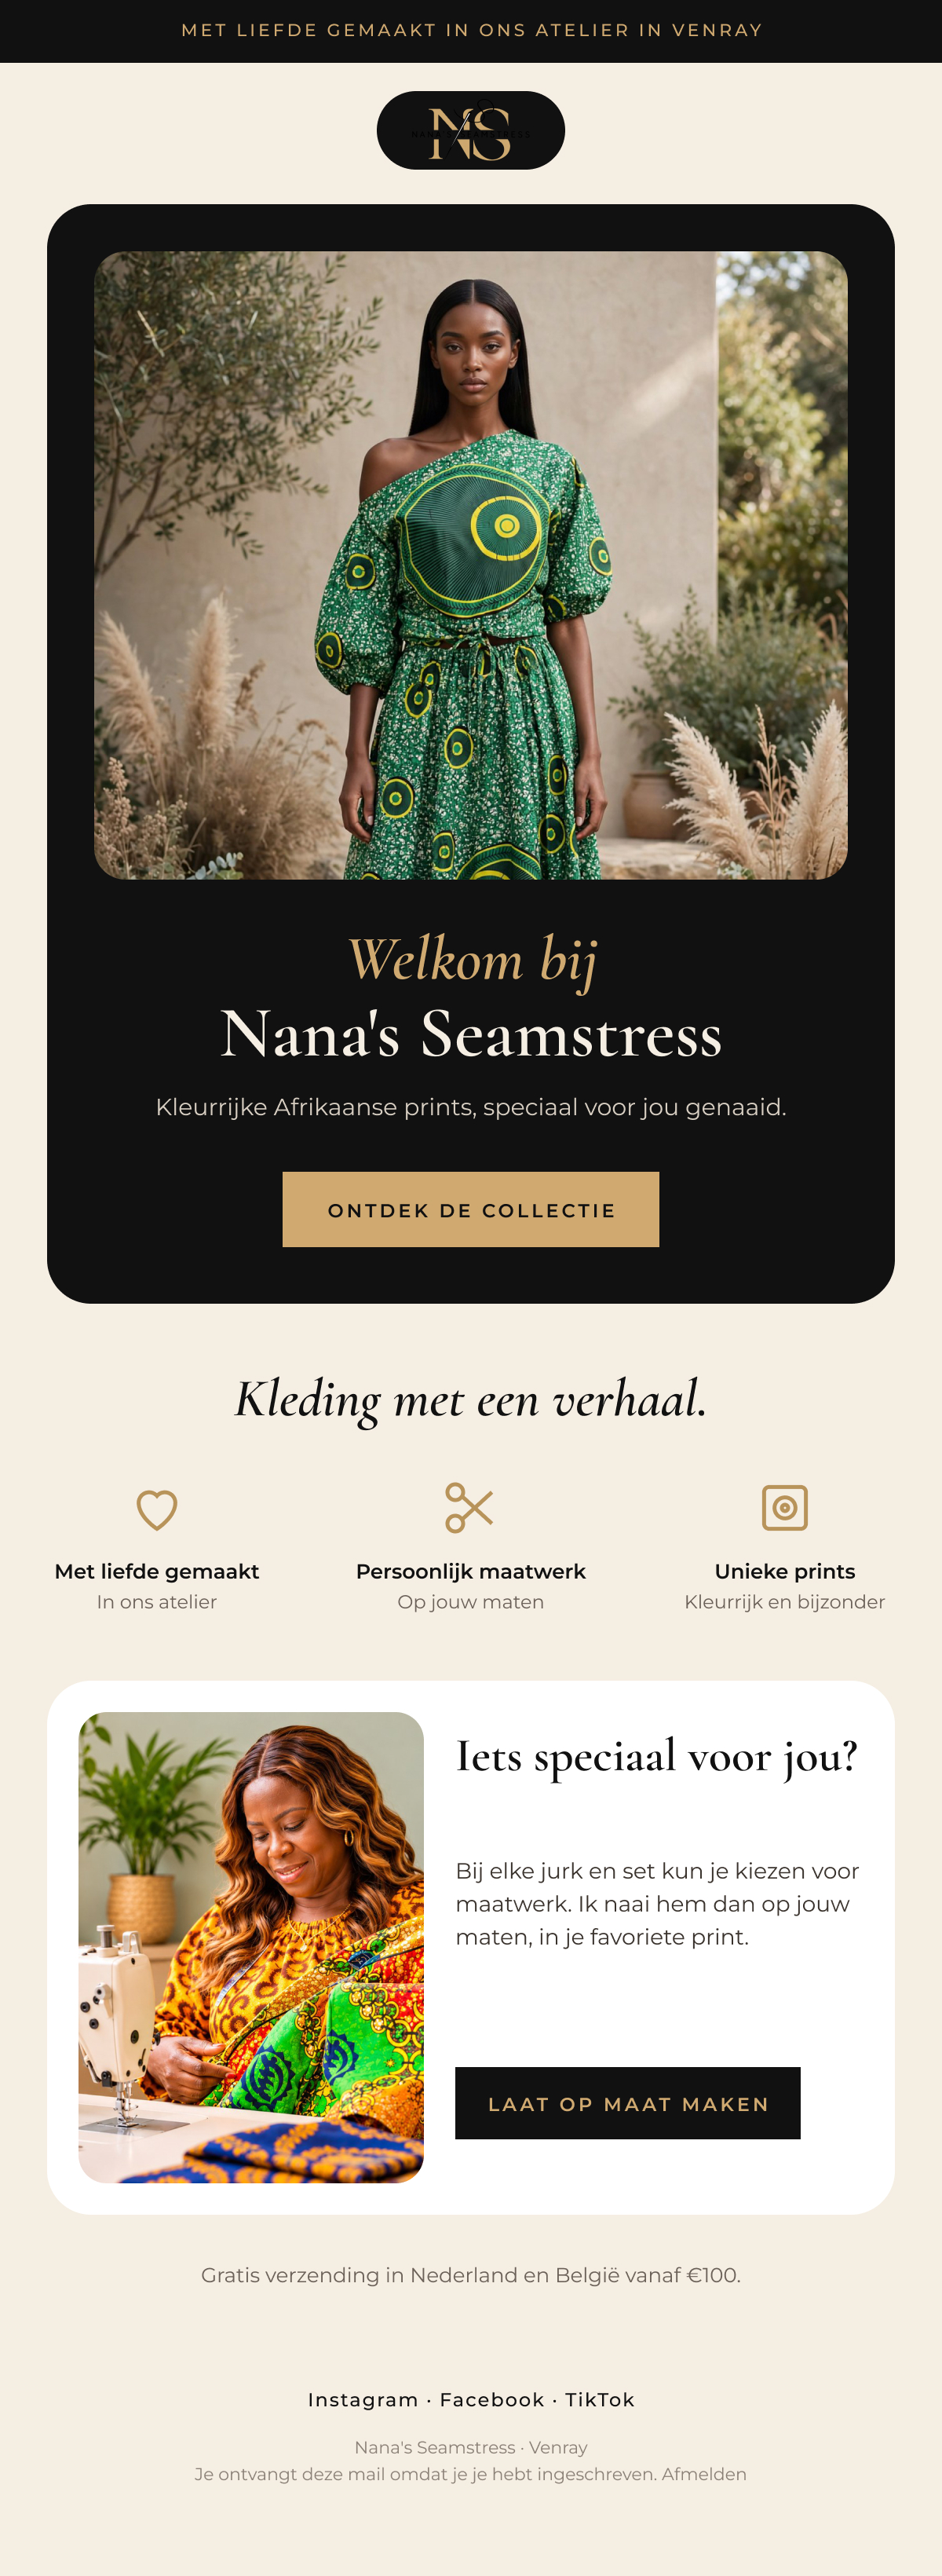 MET LIEFDE GEMAAKT IN ONS ATELIER IN VENRAY
NS
NANA'S SEAMSTRESS
Welkom bij
Nana's Seamstress
Kleurrijke Afrikaanse prints, speciaal voor jou genaaid.
ONTDEK DE COLLECTIE
Kleding met een verhaal.
Met liefde gemaakt
In ons atelier
Persoonlijk maatwerk
Op jouw maten
Unieke prints
Kleurrijk en bijzonder
Iets speciaal voor jou?
Bij elke jurk en set kun je kiezen voor
maatwerk. Ik naai hem dan op jouw
maten, in je favoriete print.
LAAT OP MAAT MAKEN
Gratis verzending in Nederland en België vanaf €100.
Instagram · Facebook · TikTok
Nana's Seamstress · Venray
Je ontvangt deze mail omdat je je hebt ingeschreven. Afmelden